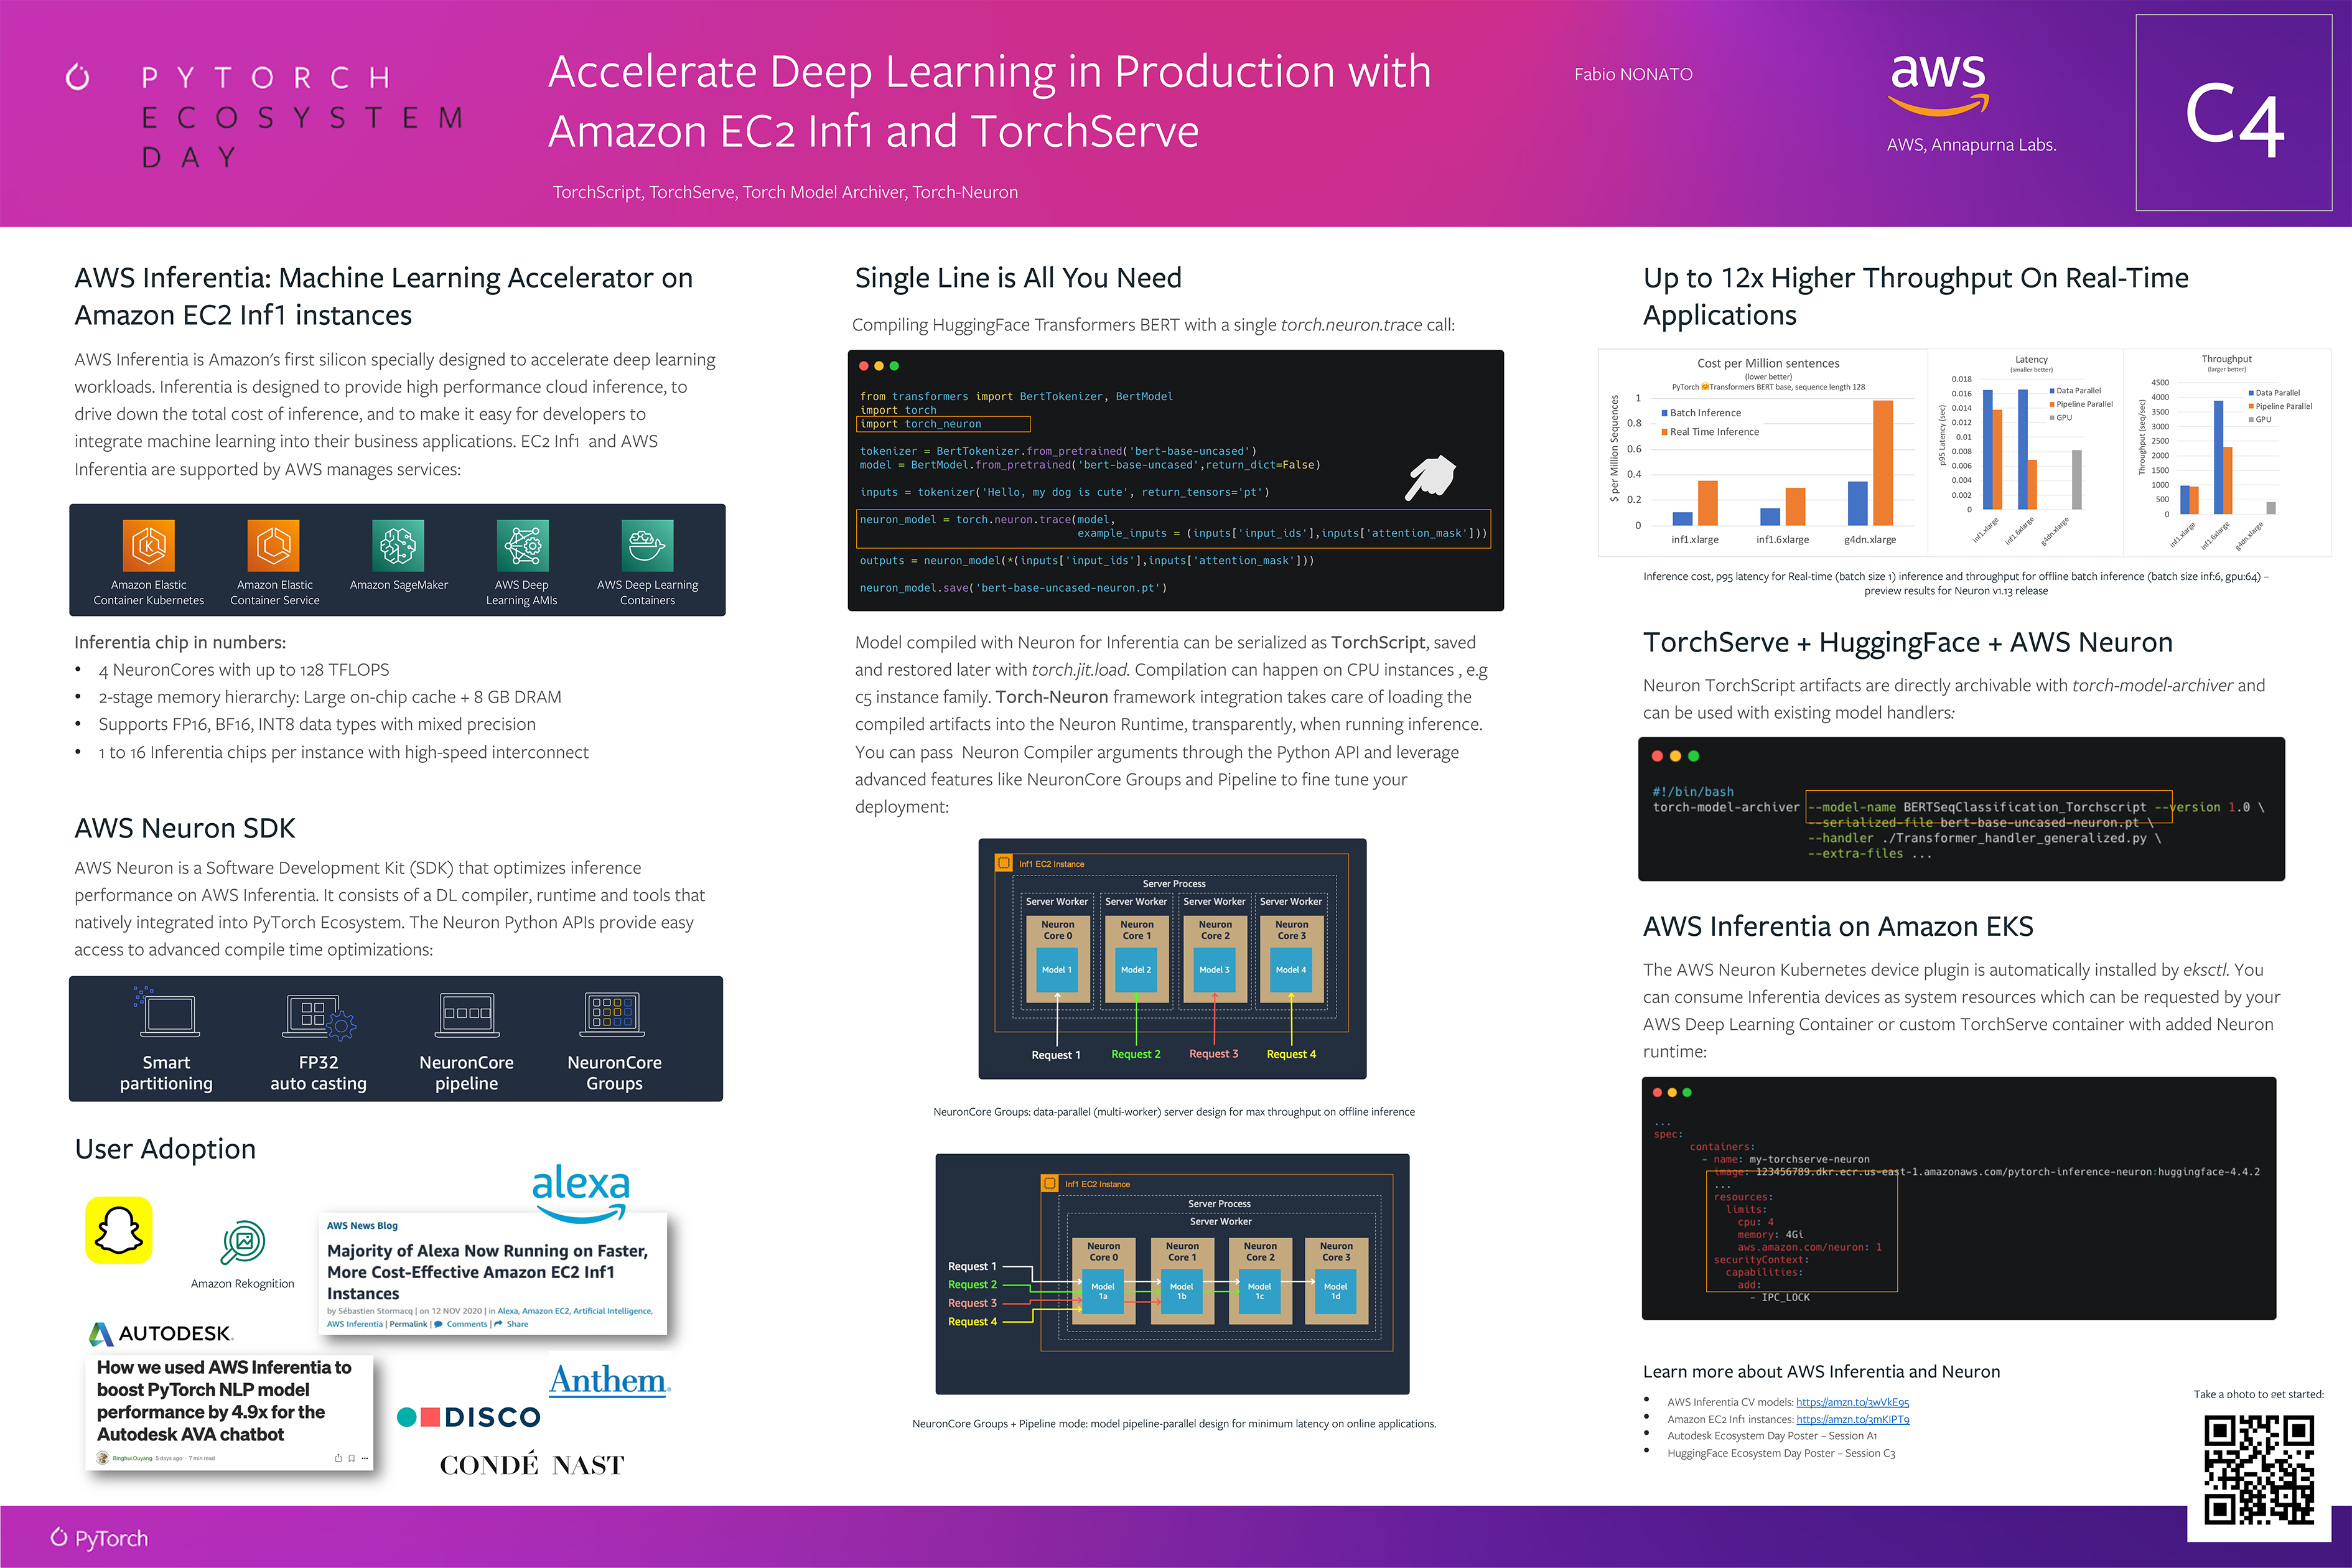 PYTORCH
ECOSYSTEM
DAY
Accelerate Deep Learning in Production with
Amazon EC2 Inf1 and TorchServe
TorchScript, TorchServe, Torch Model Archiver, Torch-Neuron
Fabio NONATO
aws
AWS, Annapurna Labs.
C4
AWS Inferentia: Machine Learning Accelerator on
Amazon EC2 Inf1 instances
AWS Inferentia is Amazon's first silicon specially designed to accelerate deep learning
workloads. Inferentia is designed to provide high performance cloud inference, to
drive down the total cost of inference, and to make it easy for developers to
integrate machine learning into their business applications. EC2 Inf1  and AWS
Inferentia are supported by AWS manages services:
Amazon Elastic
Container Kubernetes
Amazon Elastic
Container Service
Amazon SageMaker
AWS Deep
Learning AMIs
AWS Deep Learning
Containers
Inferentia chip in numbers:
• 4 NeuronCores with up to 128 TFLOPS
• 2-stage memory hierarchy: Large on-chip cache + 8 GB DRAM
• Supports FP16, BF16, INT8 data types with mixed precision
• 1 to 16 Inferentia chips per instance with high-speed interconnect
AWS Neuron SDK
AWS Neuron is a Software Development Kit (SDK) that optimizes inference
performance on AWS Inferentia. It consists of a DL compiler, runtime and tools that
natively integrated into PyTorch Ecosystem. The Neuron Python APIs provide easy
access to advanced compile time optimizations:
Smart
partitioning
FP32
auto casting
NeuronCore
pipeline
NeuronCore
Groups
User Adoption
Amazon Rekognition
alexa
AWS News Blog
Majority of Alexa Now Running on Faster,
More Cost-Effective Amazon EC2 Inf1
Instances
by Sébastien Stormacq | on 12 NOV 2020 | in Alexa, Amazon EC2, Artificial Intelligence,
AWS Inferentia | Permalink | Comments | Share
AUTODESK.
How we used AWS Inferentia to
boost PyTorch NLP model
performance by 4.9x for the
Autodesk AVA chatbot
Binghui Ouyang 5 days ago · 7 min read
Anthem.
DISCO
CONDÉ NAST
Single Line is All You Need
Compiling HuggingFace Transformers BERT with a single torch.neuron.trace call:
from transformers import BertTokenizer, BertModel
import torch
import torch_neuron
tokenizer = BertTokenizer.from_pretrained('bert-base-uncased')
model = BertModel.from_pretrained('bert-base-uncased',return_dict=False)
inputs = tokenizer('Hello, my dog is cute', return_tensors='pt')
neuron_model = torch.neuron.trace(model,
example_inputs = (inputs['input_ids'],inputs['attention_mask']))
outputs = neuron_model(*(inputs['input_ids'],inputs['attention_mask']))
neuron_model.save('bert-base-uncased-neuron.pt')
Model compiled with Neuron for Inferentia can be serialized as TorchScript, saved
and restored later with torch.jit.load. Compilation can happen on CPU instances , e.g
c5 instance family. Torch-Neuron framework integration takes care of loading the
compiled artifacts into the Neuron Runtime, transparently, when running inference.
You can pass  Neuron Compiler arguments through the Python API and leverage
advanced features like NeuronCore Groups and Pipeline to fine tune your
deployment:
Inf1 EC2 Instance
Server Process
Server Worker Server Worker Server Worker Server Worker
Neuron Core 0 Neuron Core 1 Neuron Core 2 Neuron Core 3
Model 1 Model 2 Model 3 Model 4
Request 1 Request 2 Request 3 Request 4
NeuronCore Groups: data-parallel (multi-worker) server design for max throughput on offline inference
Inf1 EC2 Instance
Server Process
Server Worker
Neuron Core 0 Neuron Core 1 Neuron Core 2 Neuron Core 3
Request 1
Request 2
Request 3
Request 4
Model 1a Model 1b Model 1c Model 1d
NeuronCore Groups + Pipeline mode: model pipeline-parallel design for minimum latency on online applications.
Up to 12x Higher Throughput On Real-Time
Applications
Cost per Million sentences
(lower better)
PyTorch 🤗Transformers BERT base, sequence length 128
$ per Million Sequences
1
0.8
0.6
0.4
0.2
0
Batch Inference
Real Time Inference
inf1.xlarge inf1.6xlarge g4dn.xlarge
Latency
(smaller better)
p95 Latency (sec)
0.018
0.016
0.014
0.012
0.01
0.008
0.006
0.004
0.002
0
Data Parallel
Pipeline Parallel
GPU
inf1.xlarge inf1.6xlarge g4dn.xlarge
Throughput
(larger better)
Throughput (seq/sec)
4500
4000
3500
3000
2500
2000
1500
1000
500
0
Data Parallel
Pipeline Parallel
GPU
inf1.xlarge inf1.6xlarge g4dn.xlarge
Inference cost, p95 latency for Real-time (batch size 1) inference and throughput for offline batch inference (batch size inf:6, gpu:64) –
preview results for Neuron v1.13 release
TorchServe + HuggingFace + AWS Neuron
Neuron TorchScript artifacts are directly archivable with torch-model-archiver and
can be used with existing model handlers:
#!/bin/bash
torch-model-archiver --model-name BERTSeqClassification_Torchscript --version 1.0 \
--serialized-file bert-base-uncased-neuron.pt \
--handler ./Transformer_handler_generalized.py \
--extra-files ...
AWS Inferentia on Amazon EKS
The AWS Neuron Kubernetes device plugin is automatically installed by eksctl. You
can consume Inferentia devices as system resources which can be requested by your
AWS Deep Learning Container or custom TorchServe container with added Neuron
runtime:
...
spec:
containers:
- name: my-torchserve-neuron
image: 123456789.dkr.ecr.us-east-1.amazonaws.com/pytorch-inference-neuron:huggingface-4.4.2
...
resources:
limits:
cpu: 4
memory: 4Gi
aws.amazon.com/neuron: 1
securityContext:
capabilities:
add:
- IPC_LOCK
Learn more about AWS Inferentia and Neuron
• AWS Inferentia CV models: https://amzn.to/3wVkE95
• Amazon EC2 Inf1 instances: https://amzn.to/3mKIPT9
• Autodesk Ecosystem Day Poster – Session A1
• HuggingFace Ecosystem Day Poster – Session C3
Take a photo to get started:
PyTorch